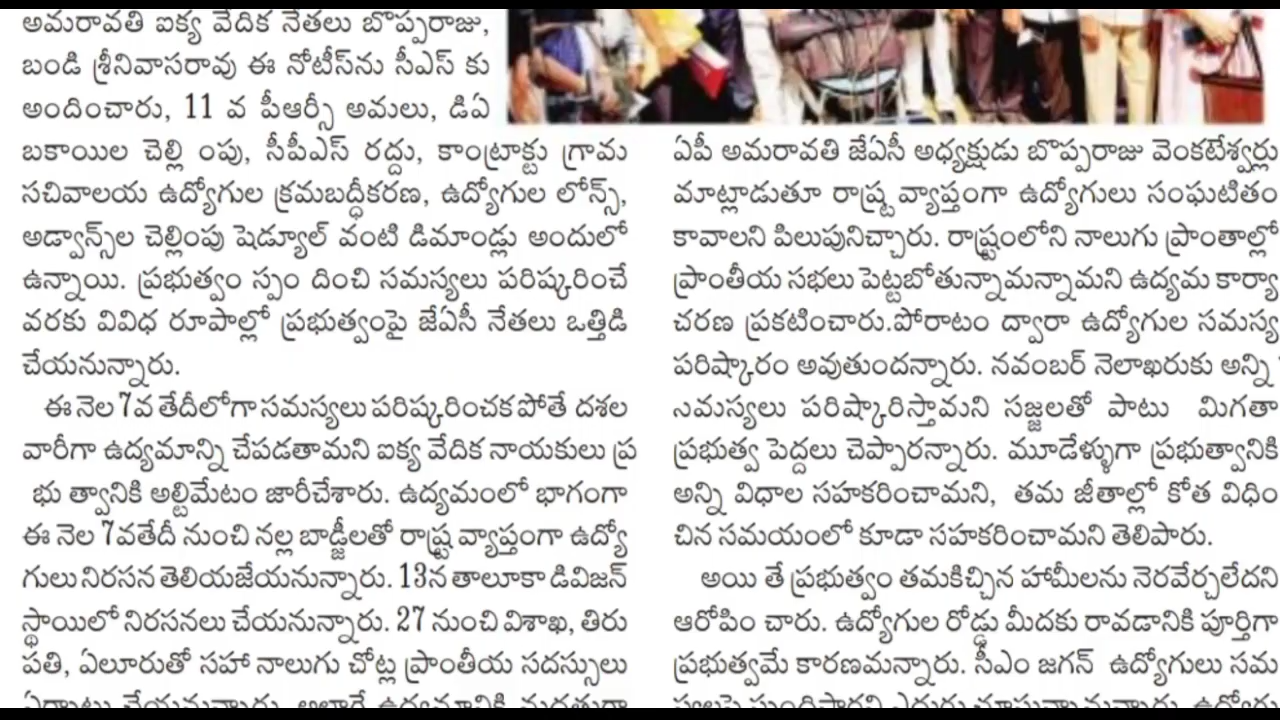 అమరావతి ఐక్య వేదిక నేతలు బొప్పరాజు,
బండి శ్రీనివాసరావు ఈ నోటీస్‌ను సీఎస్ కు
అందించారు, 11 వ పీఆర్సీ అమలు, డిఏ
బకాయిల చెల్లి ంపు, సీపీఎస్ రద్దు, కాంట్రాక్టు గ్రామ
సచివాలయ ఉద్యోగుల క్రమబద్ధీకరణ, ఉద్యోగుల లోన్స్,
అడ్వాన్స్‌ల చెల్లింపు షెడ్యూల్ వంటి డిమాండ్లు అందులో
ఉన్నాయి. ప్రభుత్వం స్పం దించి సమస్యలు పరిష్కరించే
వరకు వివిధ రూపాల్లో ప్రభుత్వంపై జేఏసీ నేతలు ఒత్తిడి
చేయనున్నారు.
ఈ నెల 7వ తేదీలోగా సమస్యలు పరిష్కరించక పోతే దశల
వారీగా ఉద్యమాన్ని చేపడతామని ఐక్య వేదిక నాయకులు ప్ర
భు త్వానికి అల్టిమేటం జారీచేశారు. ఉద్యమంలో భాగంగా
ఈ నెల 7వతేదీ నుంచి నల్ల బాడ్జీలతో రాష్ట్ర వ్యాప్తంగా ఉద్యో
గులు నిరసన తెలియజేయనున్నారు. 13న తాలూకా డివిజన్
స్థాయిలో నిరసనలు చేయనున్నారు. 27 నుంచి విశాఖ, తిరు
పతి, ఏలూరుతో సహా నాలుగు చోట్ల ప్రాంతీయ సదస్సులు
ఏపీ అమరావతి జేఏసీ అధ్యక్షుడు బొప్పరాజు వెంకటేశ్వర్లు
మాట్లాడుతూ రాష్ట్ర వ్యాప్తంగా ఉద్యోగులు సంఘటితం
కావాలని పిలుపునిచ్చారు. రాష్ట్రంలోని నాలుగు ప్రాంతాల్లో
ప్రాంతీయ సభలు పెట్టబోతున్నామన్నామని ఉద్యమ కార్యా
చరణ ప్రకటించారు.పోరాటం ద్వారా ఉద్యోగుల సమస్య
పరిష్కారం అవుతుందన్నారు. నవంబర్ నెలాఖరుకు అన్ని
సమస్యలు పరిష్కారిస్తామని సజ్జలతో పాటు మిగతా
ప్రభుత్వ పెద్దలు చెప్పారన్నారు. మూడేళ్ళుగా ప్రభుత్వానికి
అన్ని విధాల సహకరించామని, తమ జీతాల్లో కోత విధిం
చిన సమయంలో కూడా సహకరించామని తెలిపారు.
అయి తే ప్రభుత్వం తమకిచ్చిన హామీలను నెరవేర్చలేదని
ఆరోపిం చారు. ఉద్యోగుల రోడ్డు మీదకు రావడానికి పూర్తిగా
ప్రభుత్వమే కారణమన్నారు. సీఎం జగన్ ఉద్యోగులు సమ